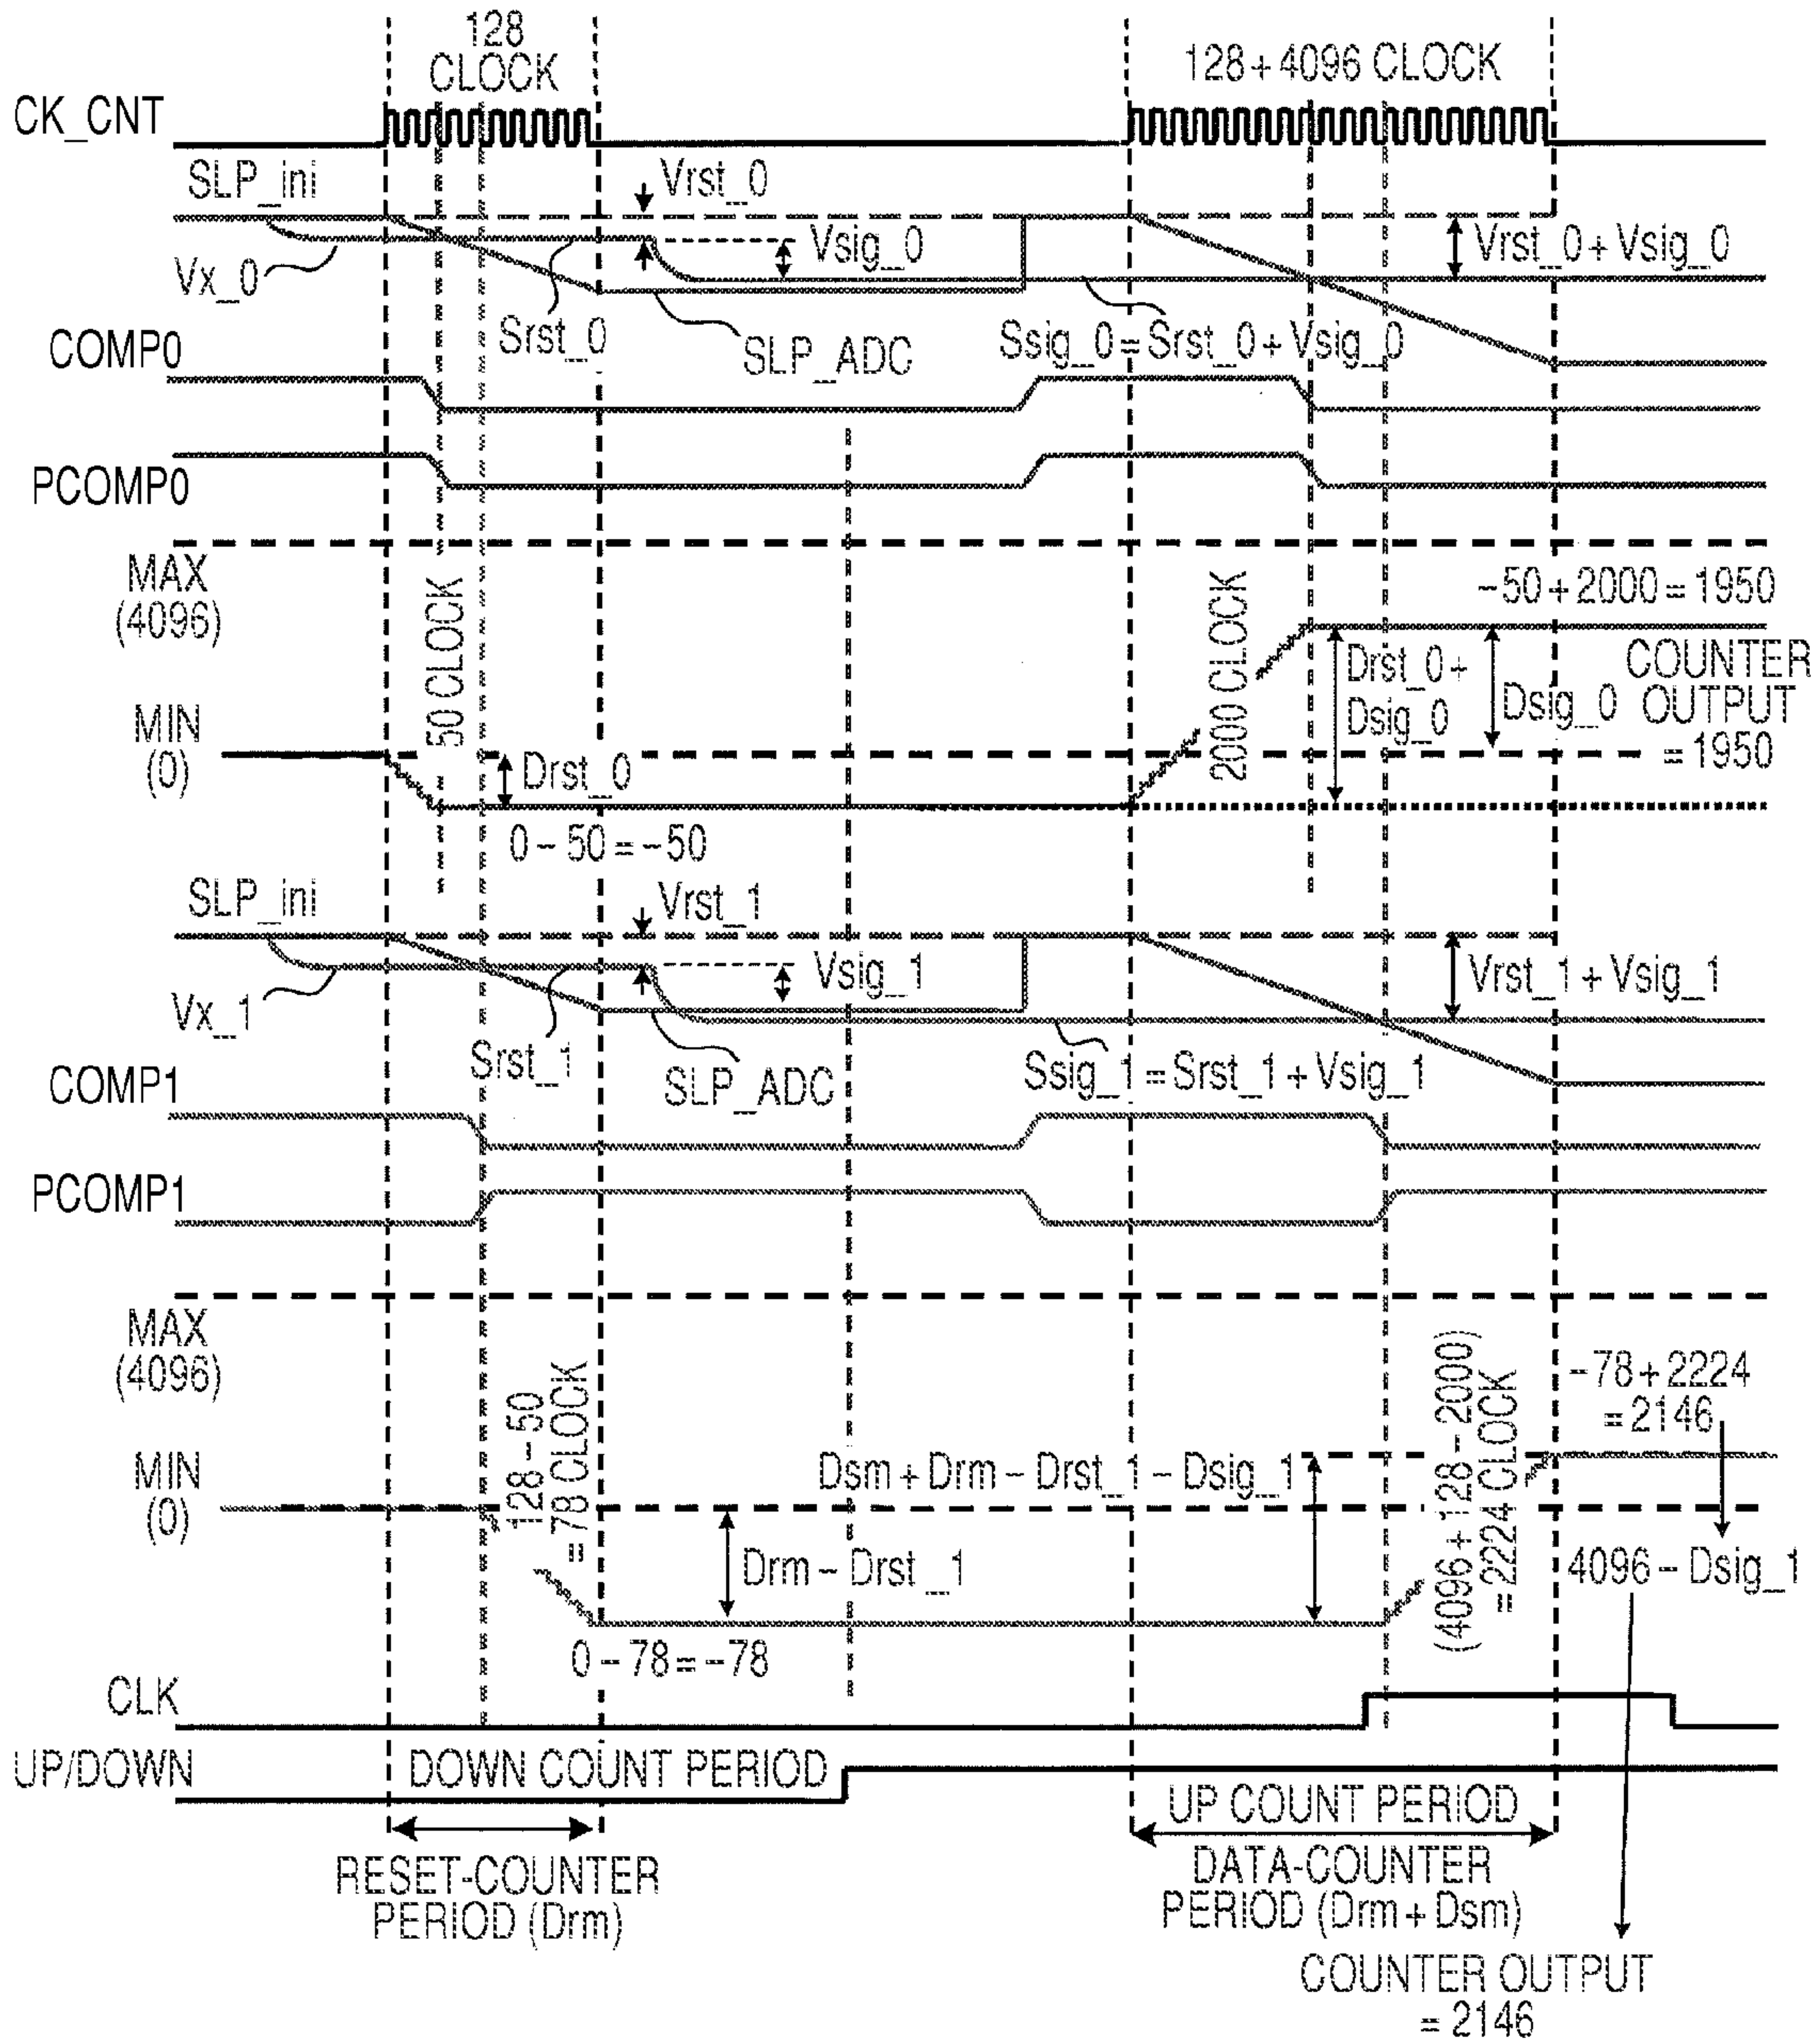 128
CLOCK
128 + 4096 CLOCK
CK_CNT
SLP_ini
Vrst_0
Vsig_0
Vrst_0 + Vsig_0
Vx_0
Srst_0
SLP_ADC
Ssig_0 = Srst_0 + Vsig_0
COMP0
PCOMP0
MAX
(4096)
50 CLOCK
2000 CLOCK
-50 + 2000 = 1950
Drst_0 +
Dsig_0
Dsig_0
COUNTER
OUTPUT
= 1950
MIN
(0)
Drst_0
0 - 50 = -50
SLP_ini
Vrst_1
Vsig_1
Vrst_1 + Vsig_1
Vx_1
Srst_1
SLP_ADC
Ssig_1 = Srst_1 + Vsig_1
COMP1
PCOMP1
MAX
(4096)
128 - 50
= 78 CLOCK
(4096 + 128 - 2000)
= 2224 CLOCK
-78 + 2224
= 2146
MIN
(0)
Dsm + Drm - Drst_1 - Dsig_1
Drm - Drst_1
4096 - Dsig_1
0 - 78 = -78
CLK
UP/DOWN
DOWN COUNT PERIOD
UP COUNT PERIOD
RESET-COUNTER
PERIOD (Drm)
DATA-COUNTER
PERIOD (Drm + Dsm)
COUNTER OUTPUT
= 2146